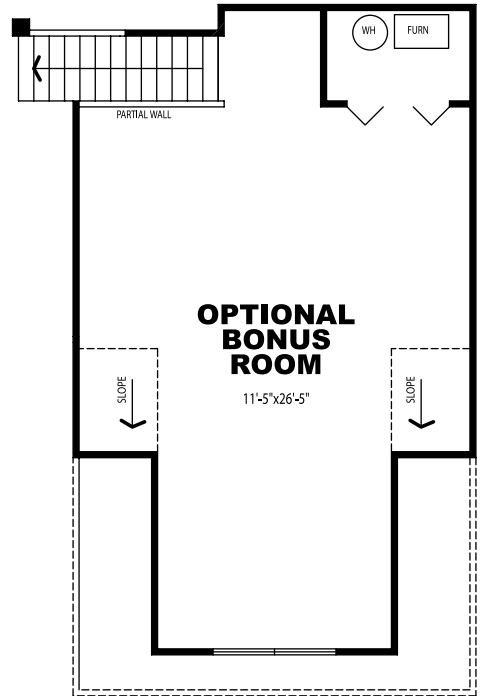 WH
FURN
PARTIAL WALL
OPTIONAL
BONUS
ROOM
11'-5"x26'-5"
SLOPE
SLOPE